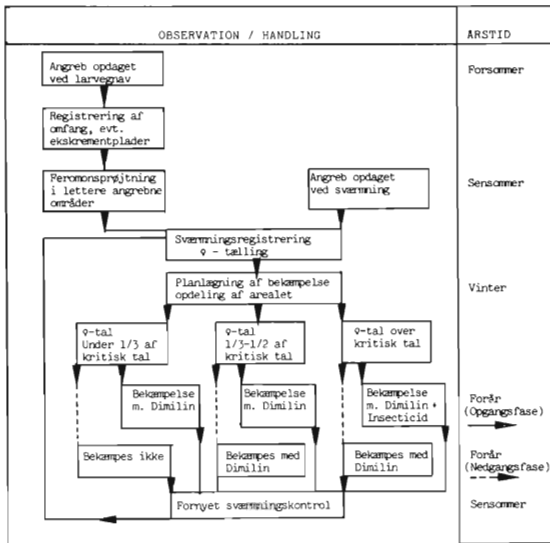 OBSERVATION / HANDLING
ÅRSTID
Angreb opdaget
ved larvegnav
Forsommer
Registrering af
omfang, evt.
ekskrementplader
Feromonsprøjtning
i lettere angrebne
områder
Angreb opdaget
ved sværmning
Sensommer
Sværmningsregistrering
♀ - tælling
Planlægning af bekæmpelse
opdeling af arealet
Vinter
♀-tal
Under 1/3 af
kritisk tal
♀-tal
1/3-1/2 af
kritisk tal
♀-tal over
kritisk tal
Bekæmpelse
m. Dimilin
Bekæmpelse
m. Dimilin
Bekæmpelse
m. Dimilin +
Insecticid
Forår
(Opgangsfase)
Bekæmpes ikke
Bekæmpes med
Dimilin
Bekæmpes med
Dimilin
Forår
(Nedgangsfase)
Fornyet sværmningskontrol
Sensommer